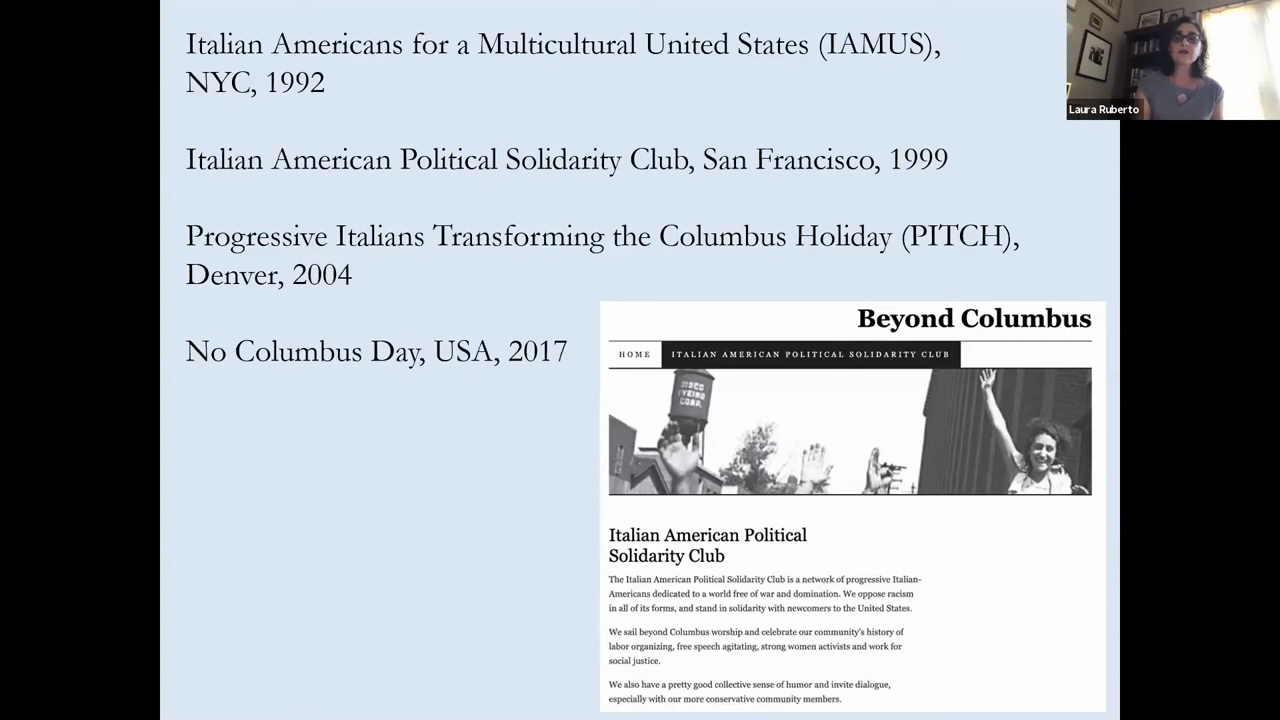 Italian Americans for a Multicultural United States (IAMUS),
NYC, 1992
Italian American Political Solidarity Club, San Francisco, 1999
Progressive Italians Transforming the Columbus Holiday (PITCH),
Denver, 2004
No Columbus Day, USA, 2017
Laura Ruberto
Beyond Columbus
HOME
ITALIAN AMERICAN POLITICAL SOLIDARITY CLUB
CORP.
Italian American Political
Solidarity Club
The Italian American Political Solidarity Club is a network of progressive Italian-
Americans dedicated to a world free of war and domination. We oppose racism
in all of its forms, and stand in solidarity with newcomers to the United States.
We sail beyond Columbus worship and celebrate our community's history of
labor organizing, free speech agitating, strong women activists and work for
social justice.
We also have a pretty good collective sense of humor and invite dialogue,
especially with our more conservative community members.